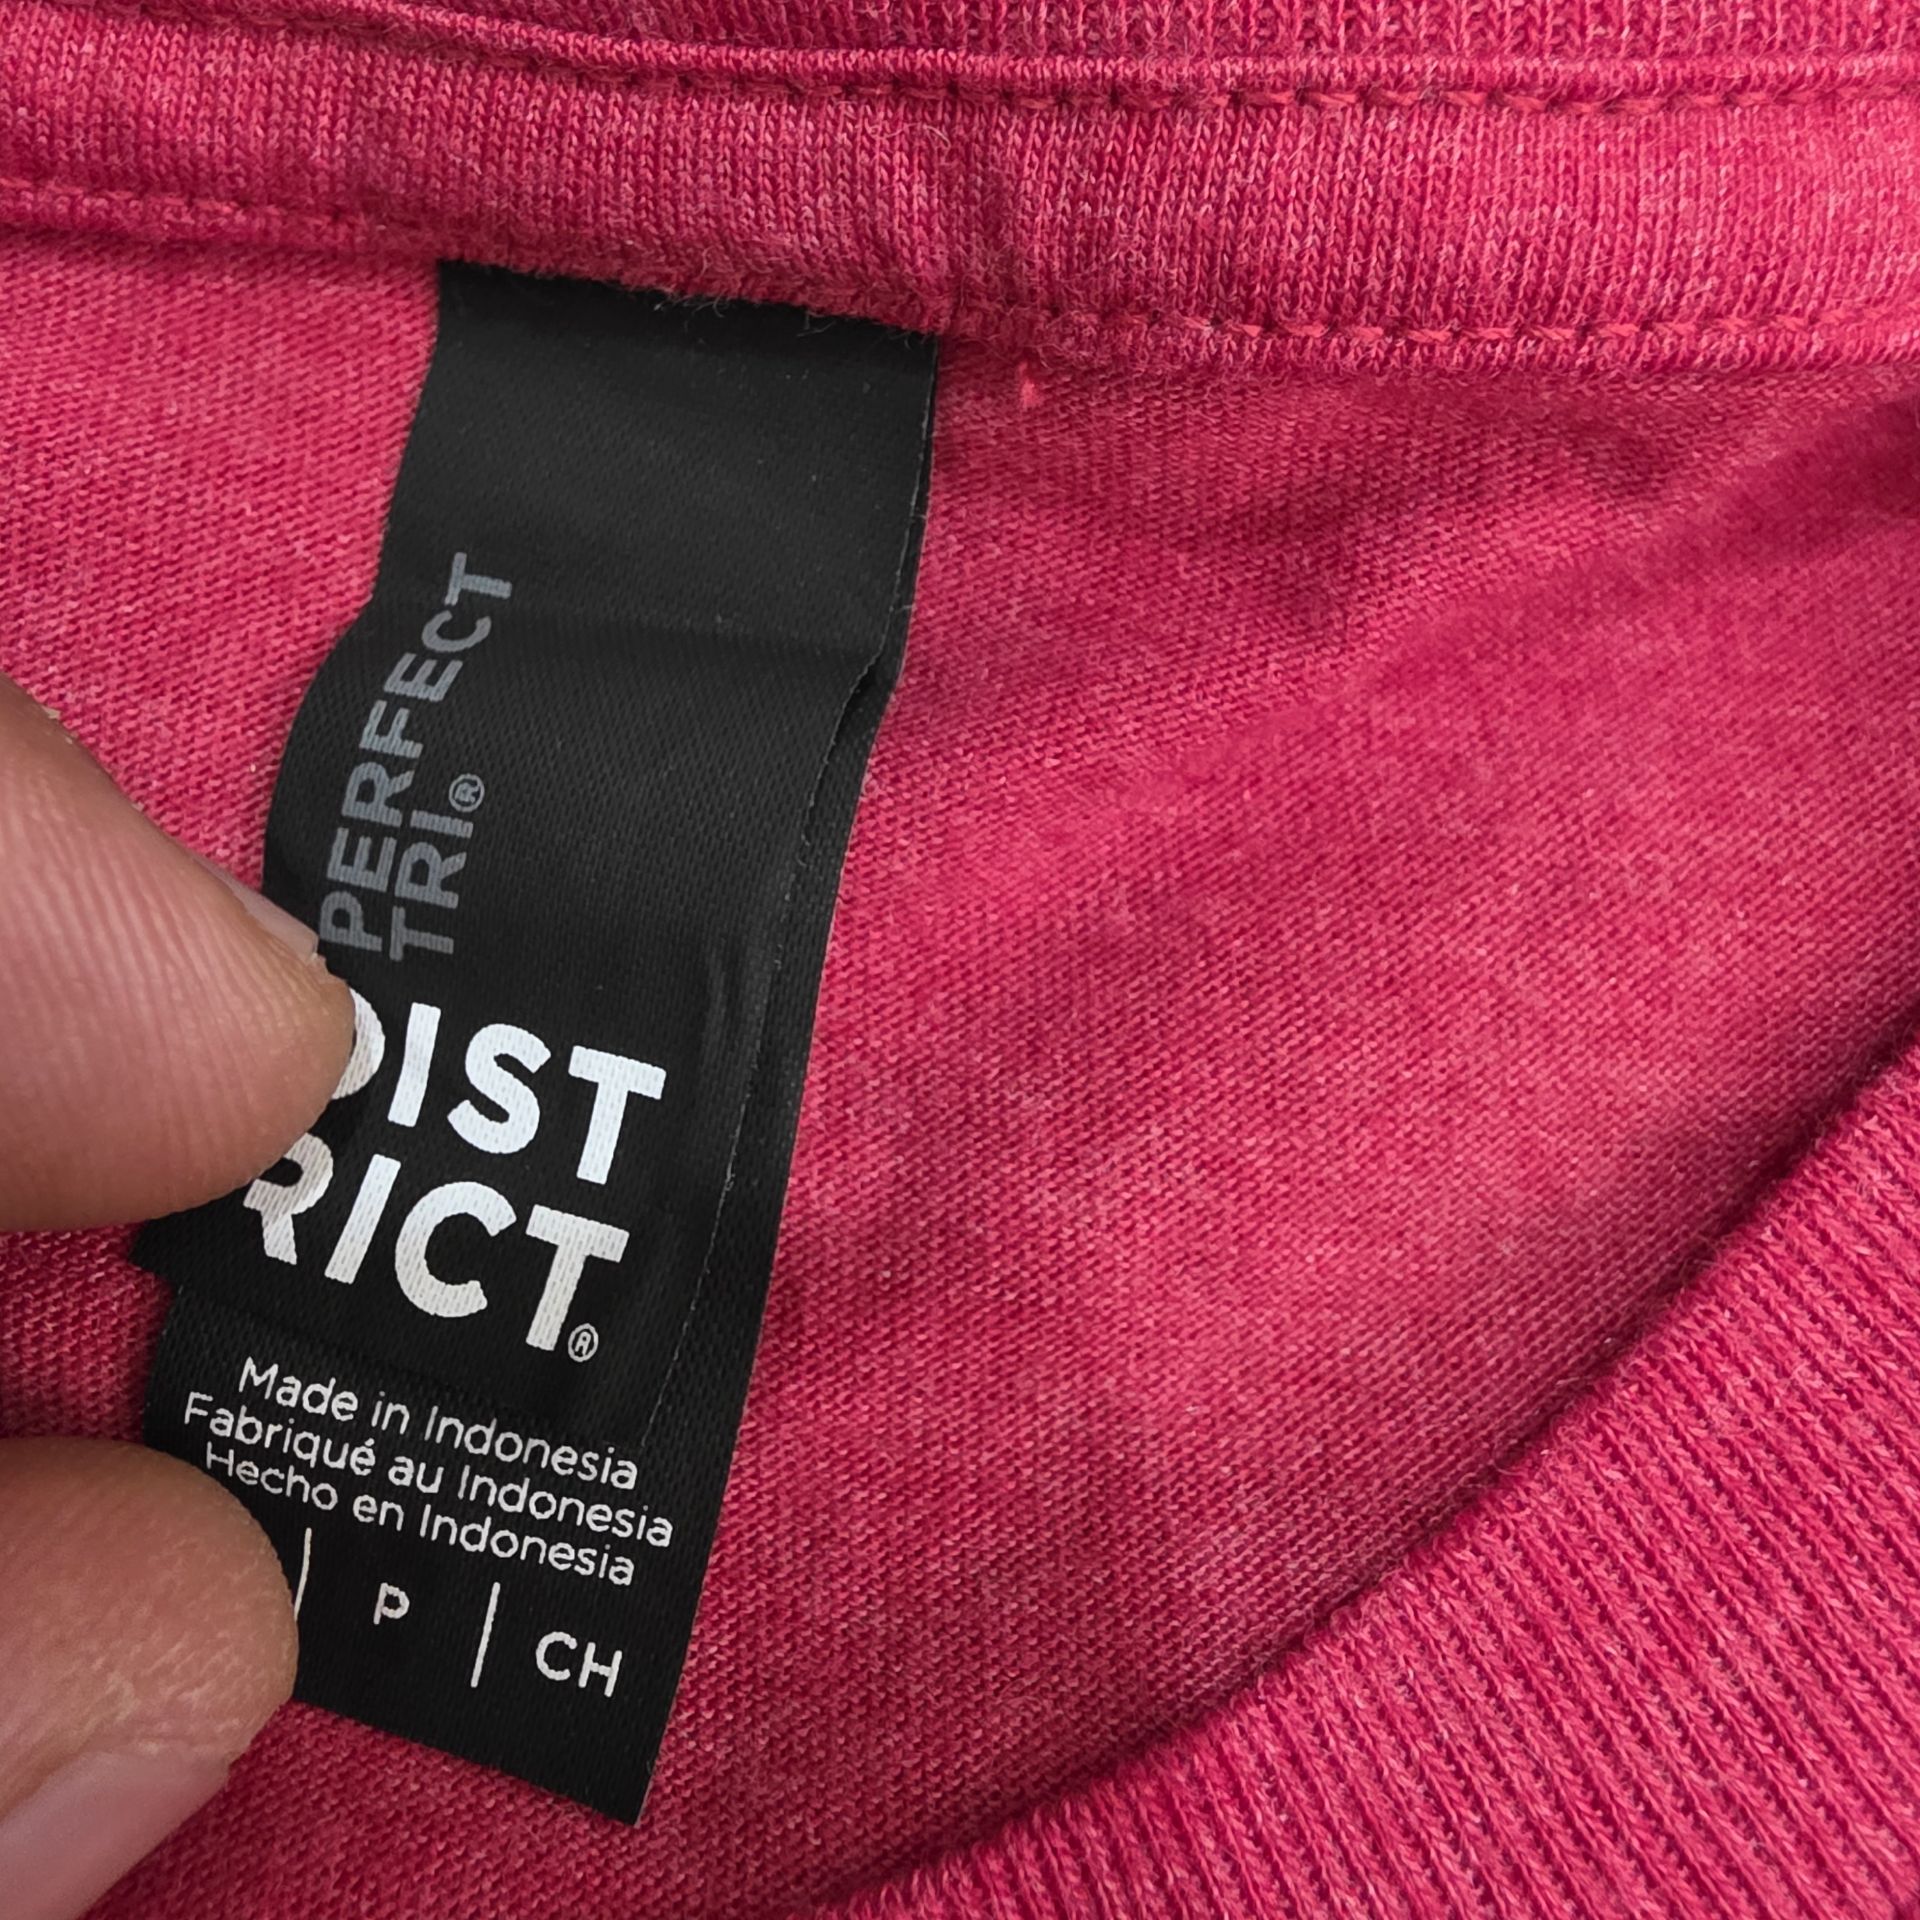 PERFECT
TRI®
DIST
RICT®
Made in Indonesia
Fabriqué au Indonesia
Hecho en Indonesia
| P | CH